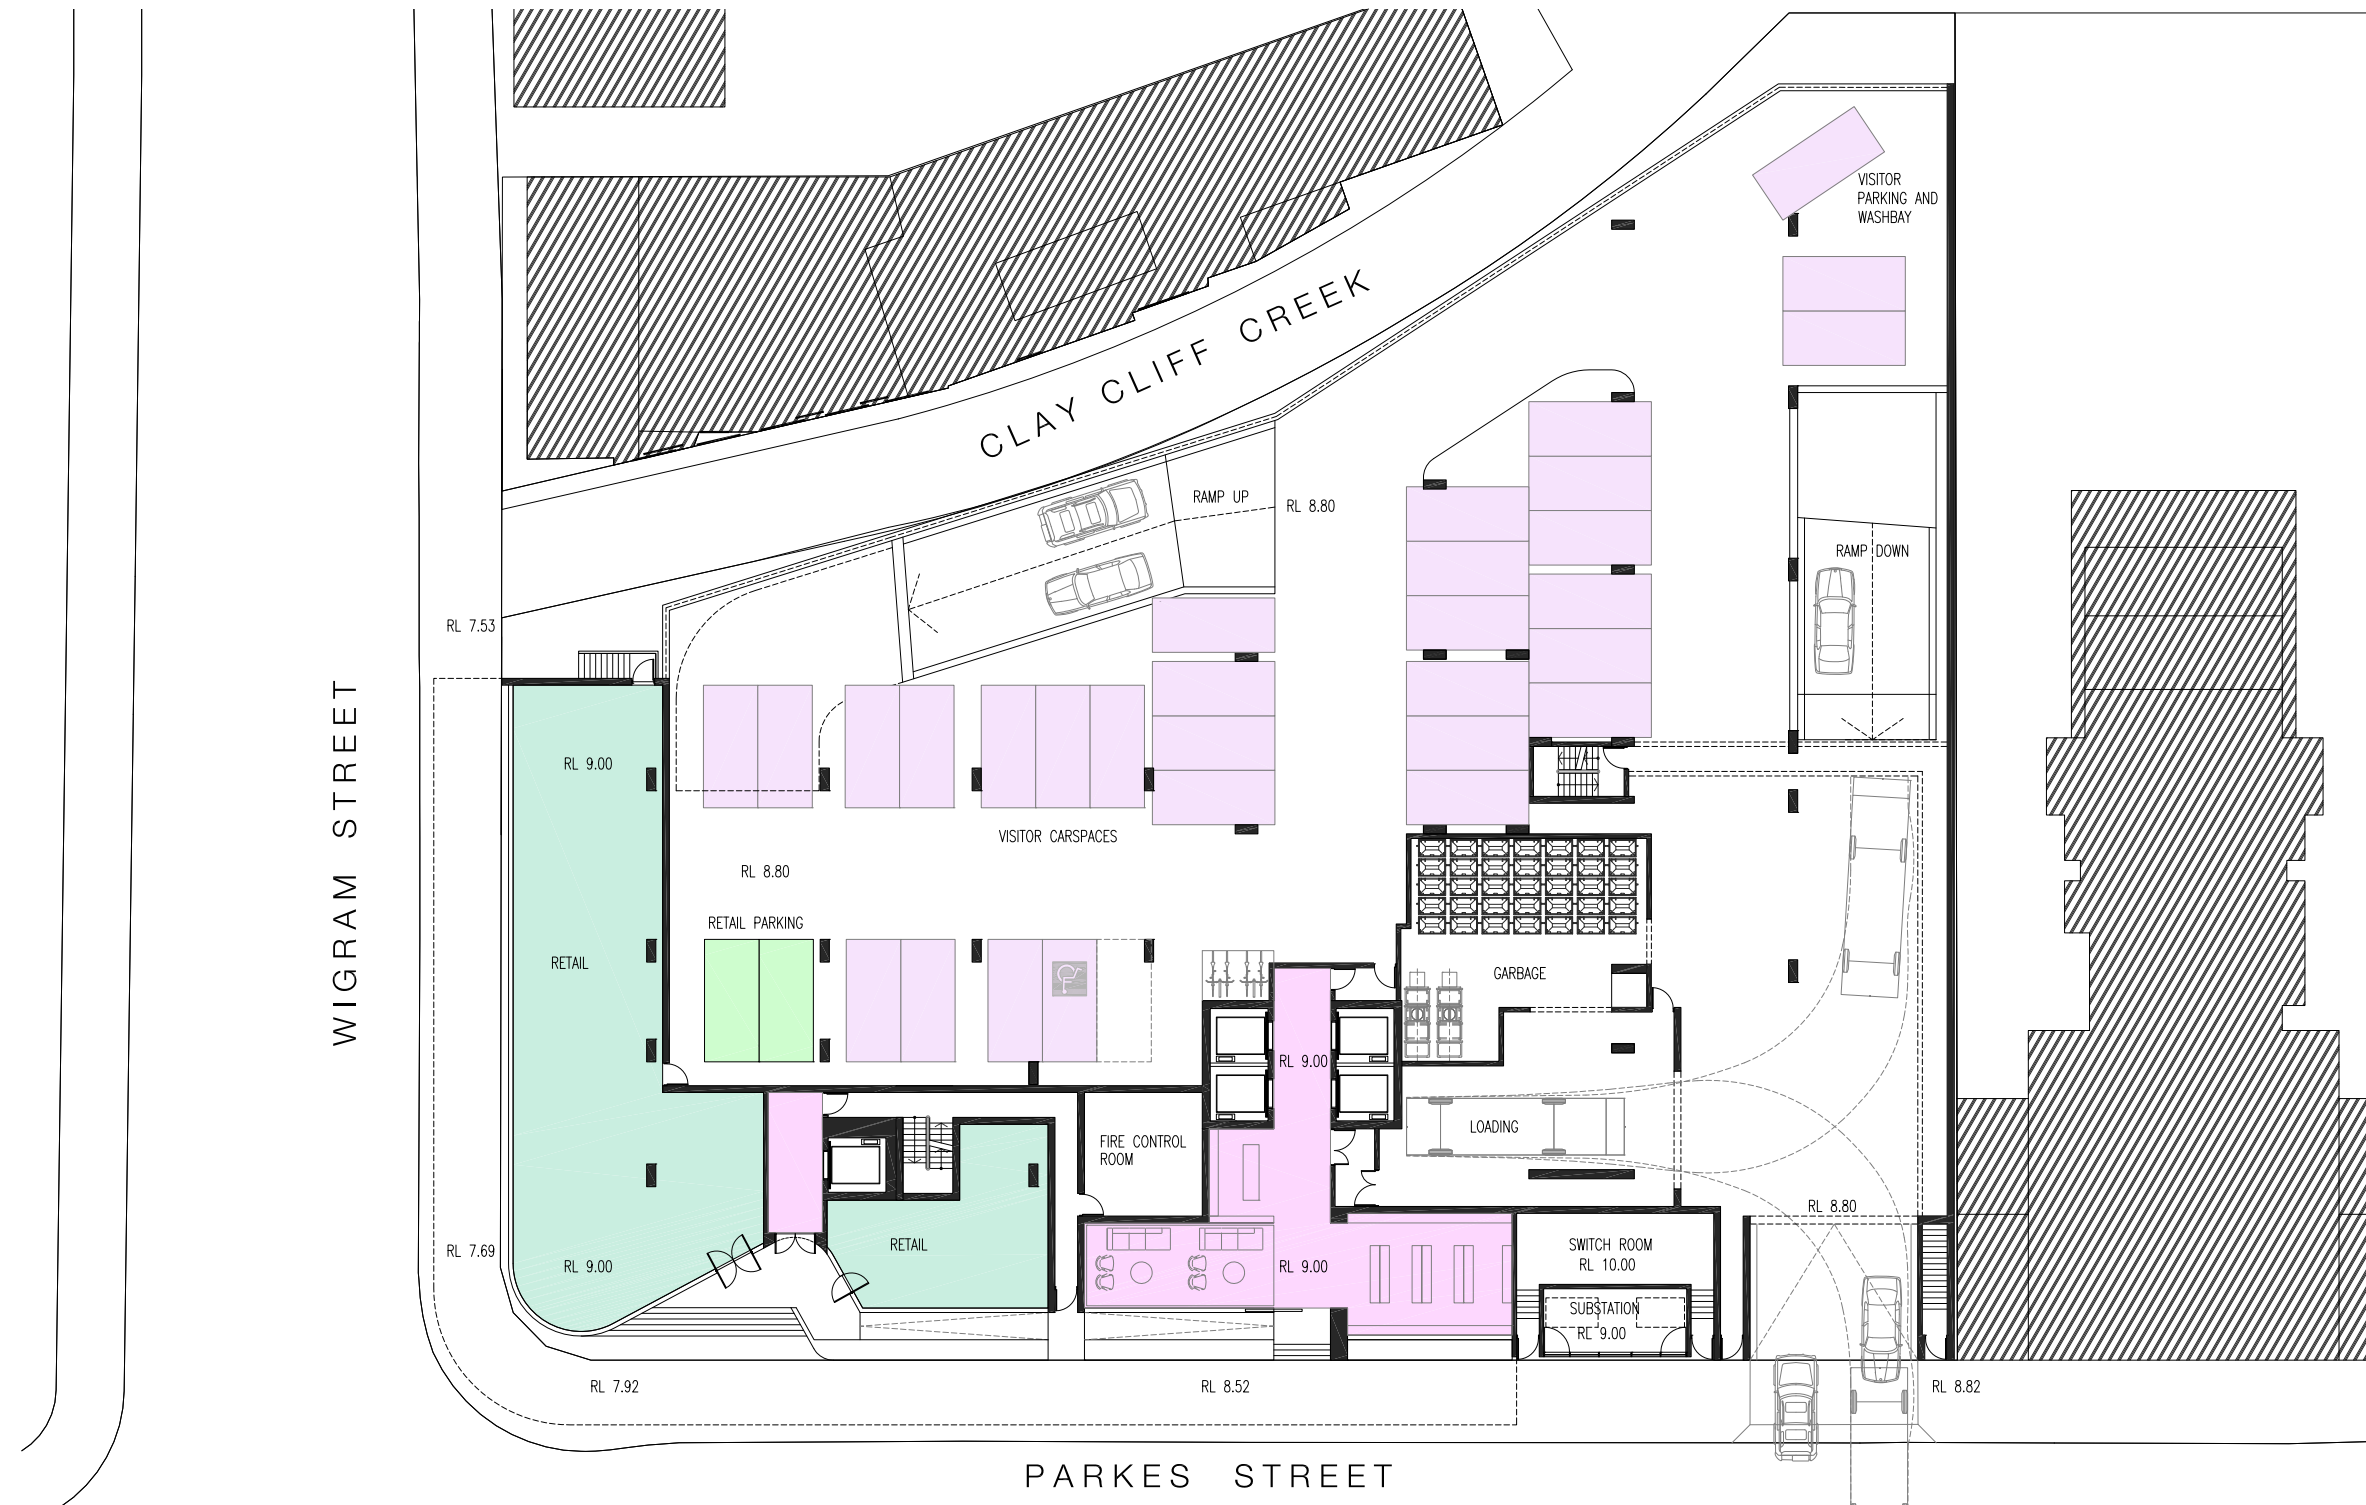 VISITOR
PARKING AND
WASHBAY
CLAY CLIFF CREEK
RAMP UP
RL 8.80
RAMP DOWN
RL 7.53
WIGRAM STREET
RL 9.00
VISITOR CARSPACES
RL 8.80
RETAIL PARKING
RETAIL
GARBAGE
RL 9.00
LOADING
FIRE CONTROL
ROOM
RL 8.80
RL 7.69
RETAIL
SWITCH ROOM
RL 10.00
RL 9.00
RL 9.00
SUBSTATION
RL 9.00
RL 7.92
RL 8.52
RL 8.82
PARKES STREET